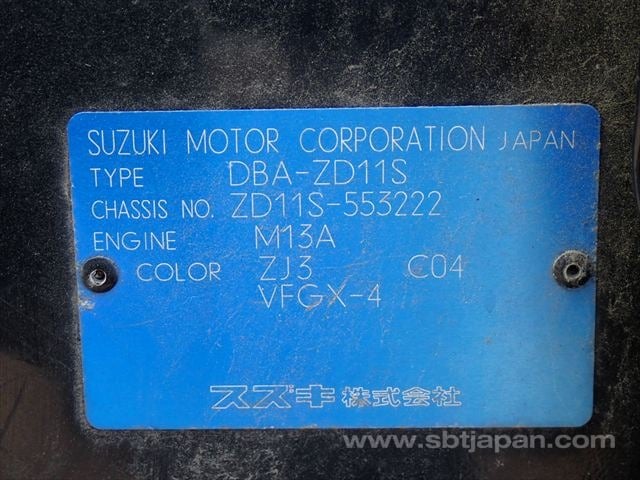 SUZUKI MOTOR CORPORATION JAPAN
TYPE DBA-ZD11S
CHASSIS NO. ZD11S-553222
ENGINE M13A
COLOR ZJ3 C04
VFGX-4
スズキ株式会社
www.sbtjapan.com